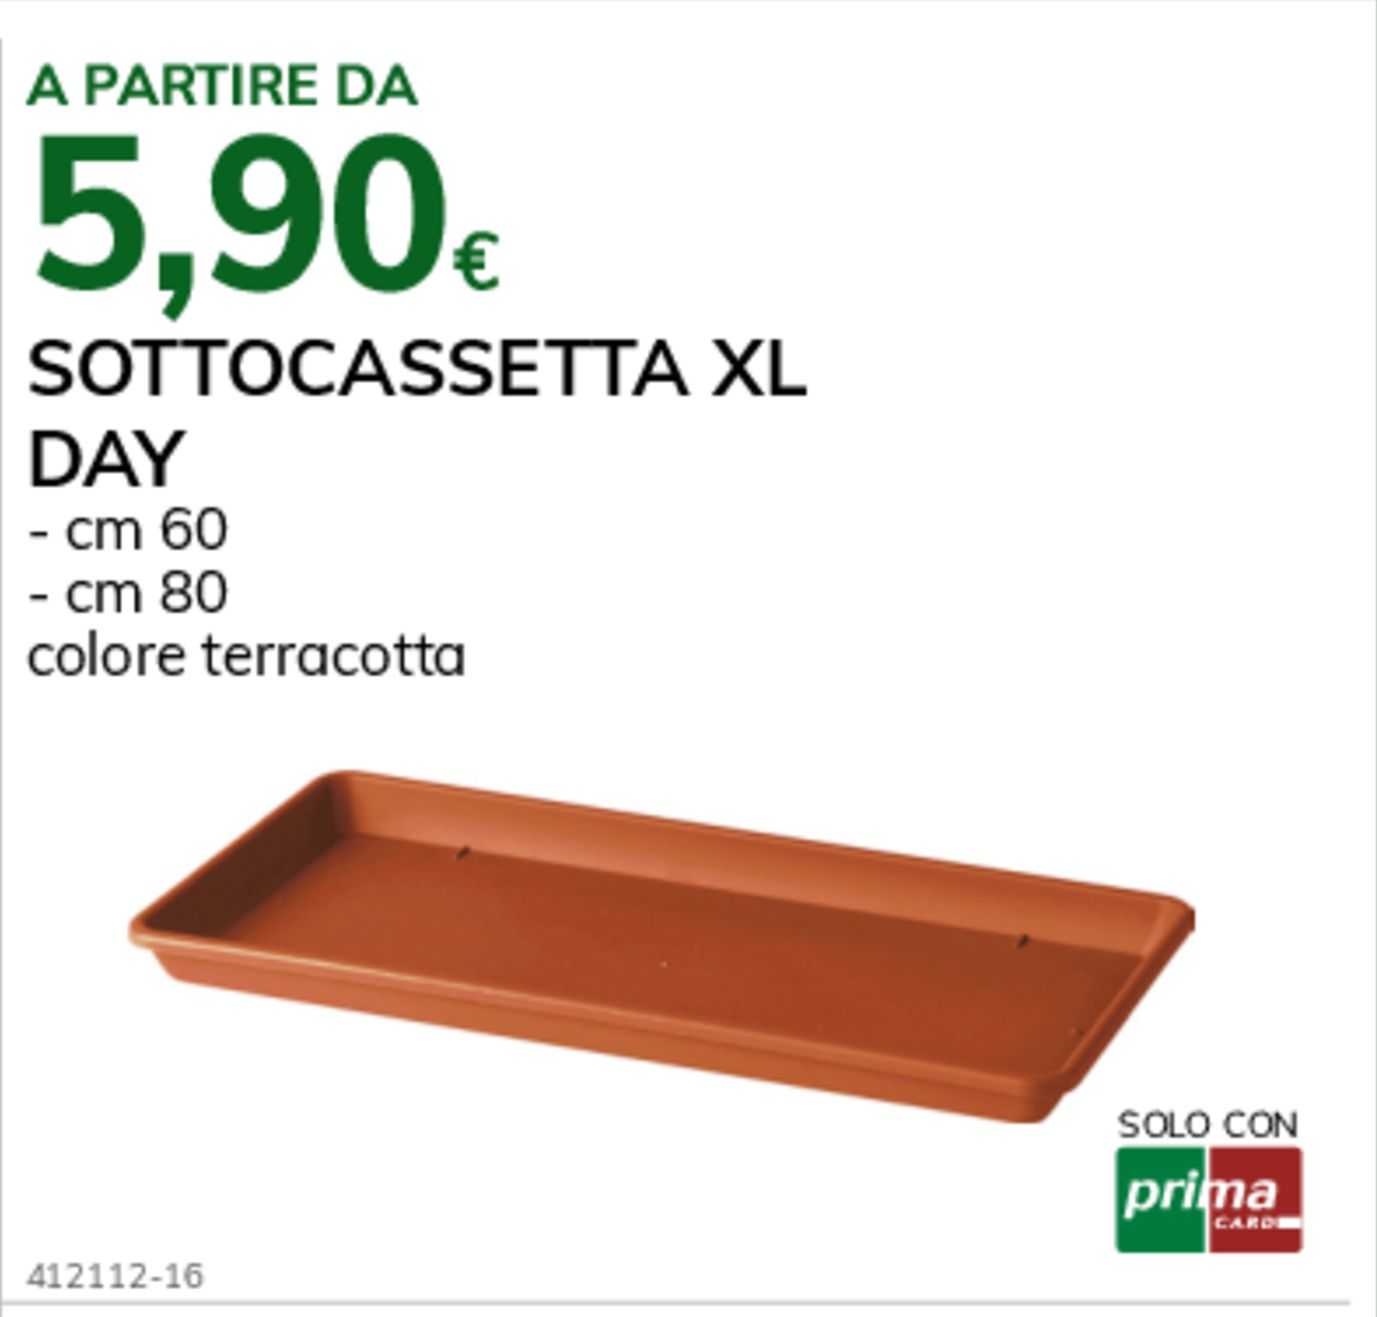 A PARTIRE DA
5,90€
SOTTOCASSETTA XL
DAY
- cm 60
- cm 80
colore terracotta
SOLO CON
prima
CARD
412112-16